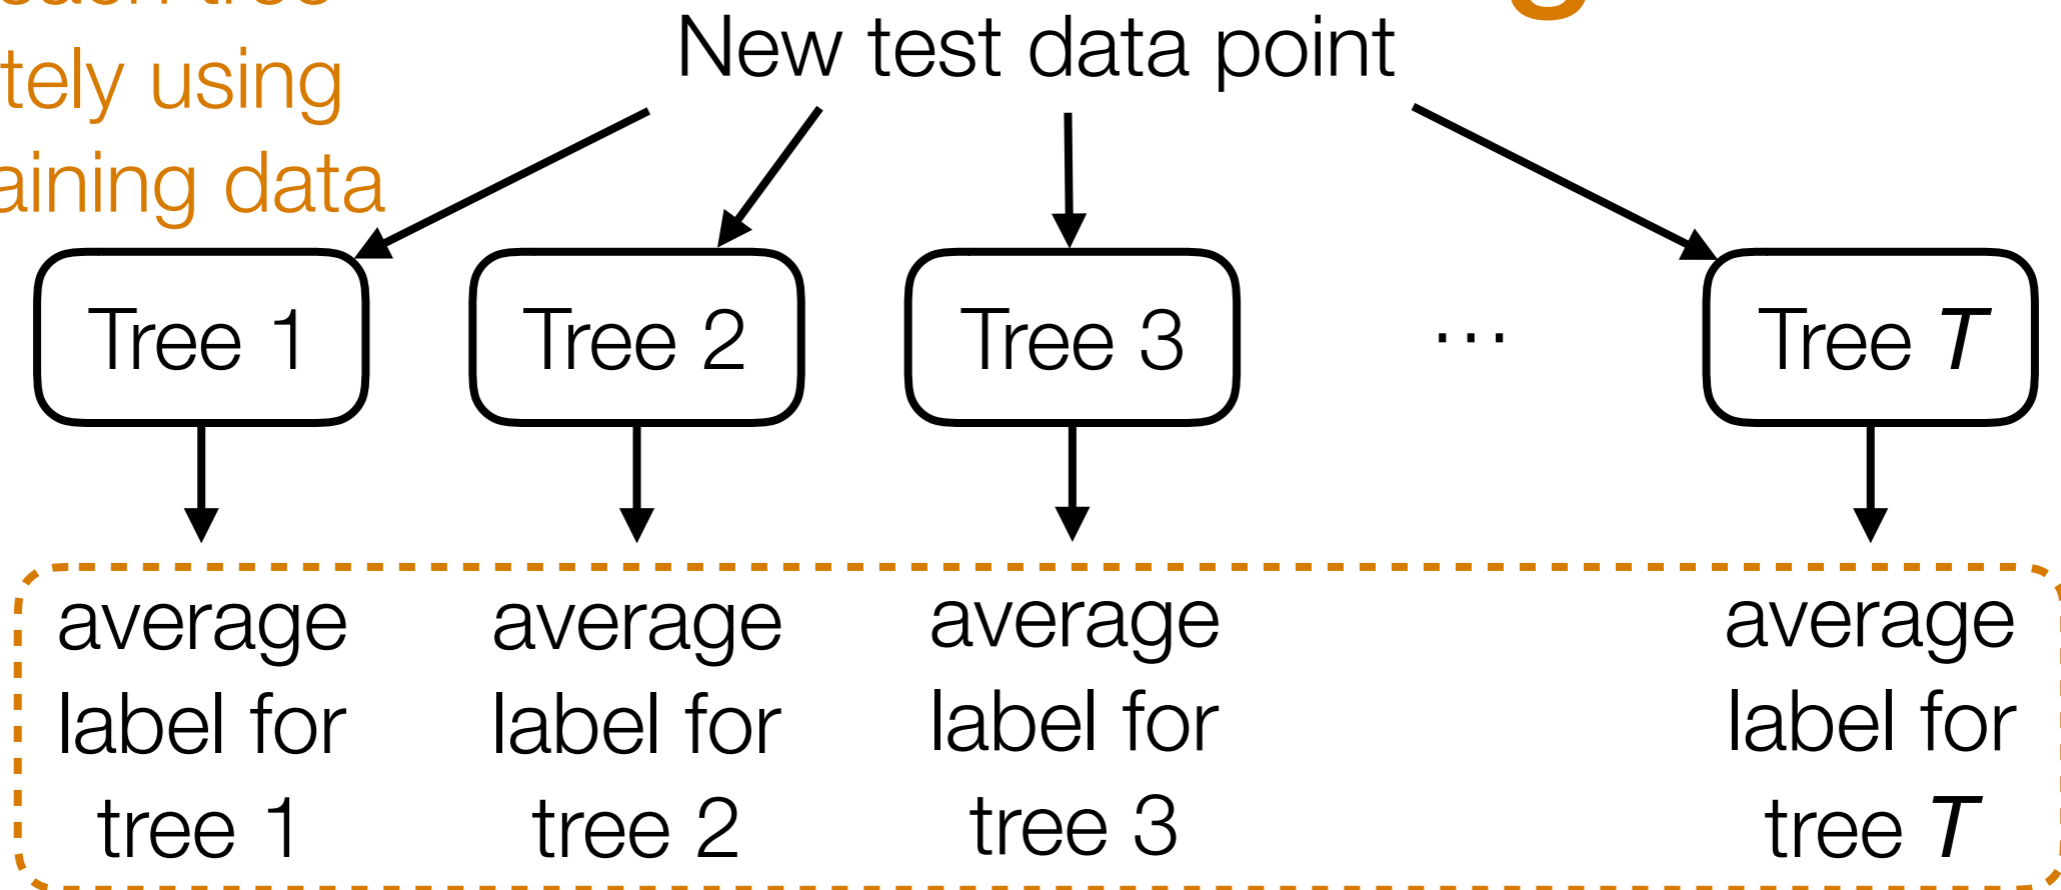 New test data point
tely using
aining data
Tree 1 Tree 2 Tree 3 ... Tree T
average average average average
label for label for label for label for
tree 1 tree 2 tree 3 tree T